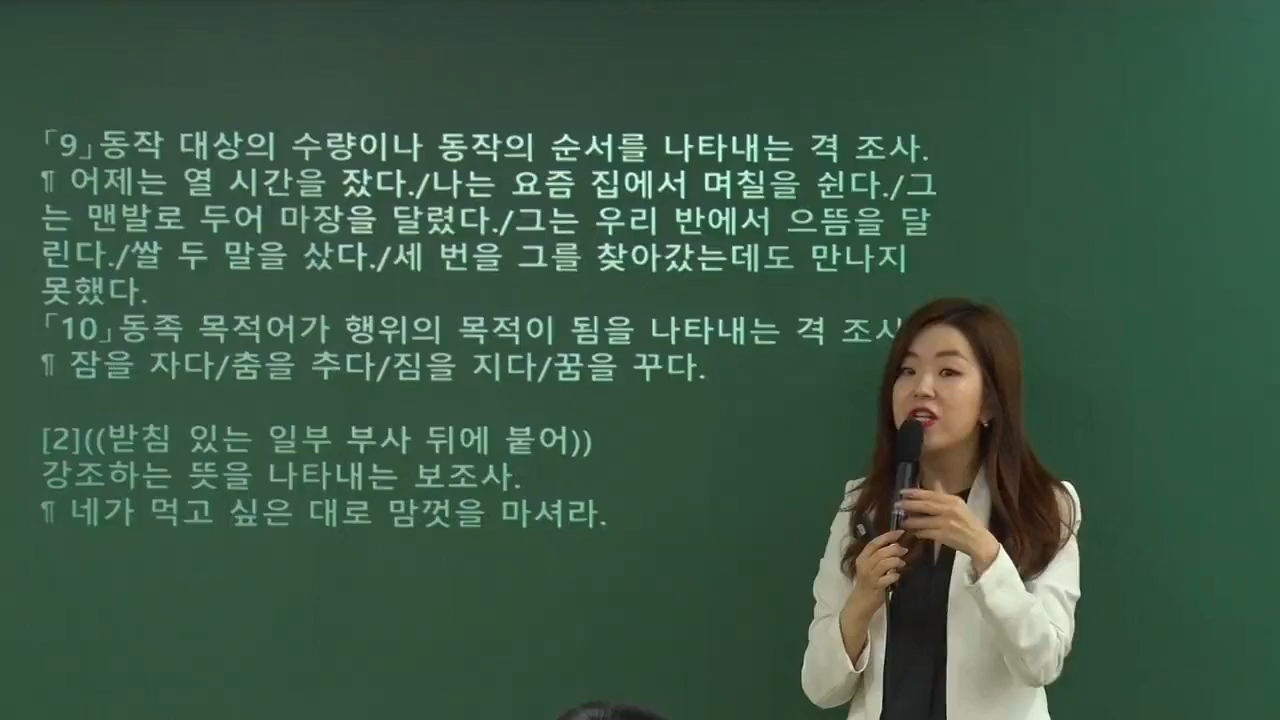 「9」동작 대상의 수량이나 동작의 순서를 나타내는 격 조사.
¶ 어제는 열 시간을 잤다./나는 요즘 집에서 며칠을 쉰다./그
는 맨발로 두어 마장을 달렸다./그는 우리 반에서 으뜸을 달
린다./쌀 두 말을 샀다./세 번을 그를 찾아갔는데도 만나지
못했다.
「10」동족 목적어가 행위의 목적이 됨을 나타내는 격 조사
¶ 잠을 자다/춤을 추다/짐을 지다/꿈을 꾸다.
[2]((받침 있는 일부 부사 뒤에 붙어))
강조하는 뜻을 나타내는 보조사.
¶ 네가 먹고 싶은 대로 맘껏을 마셔라.